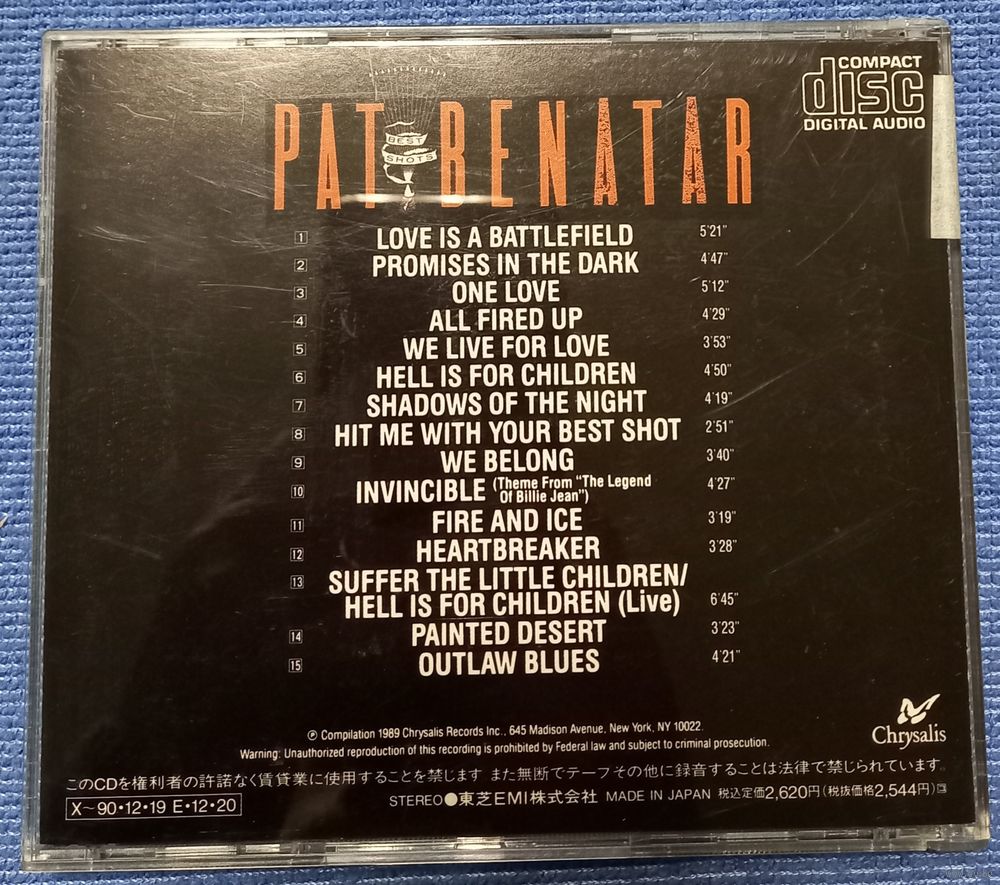 COMPACT
disc
DIGITAL AUDIO
PAT BENATAR
BEST
SHOTS
1 LOVE IS A BATTLEFIELD 5'21"
2 PROMISES IN THE DARK 4'47"
3 ONE LOVE 5'12"
4 ALL FIRED UP 4'29"
5 WE LIVE FOR LOVE 3'53"
6 HELL IS FOR CHILDREN 4'50"
7 SHADOWS OF THE NIGHT 4'19"
8 HIT ME WITH YOUR BEST SHOT 2'51"
9 WE BELONG 3'40"
10 INVINCIBLE (Theme From "The Legend Of Billie Jean") 4'27"
11 FIRE AND ICE 3'19"
12 HEARTBREAKER 3'28"
13 SUFFER THE LITTLE CHILDREN/
HELL IS FOR CHILDREN (Live) 6'45"
14 PAINTED DESERT 3'23"
15 OUTLAW BLUES 4'21"
℗ Compilation 1989 Chrysalis Records Inc., 645 Madison Avenue, New York, NY 10022.
Warning: Unauthorized reproduction of this recording is prohibited by Federal law and subject to criminal prosecution.
Chrysalis
このCDを権利者の許諾なく賃貸業に使用することを禁じます また無断でテープその他に録音することは法律で禁じられています。
X～90・12・19 E・12・20
STEREO●東芝EMI株式会社 MADE IN JAPAN 税込定価2,620円(税抜価格2,544円)